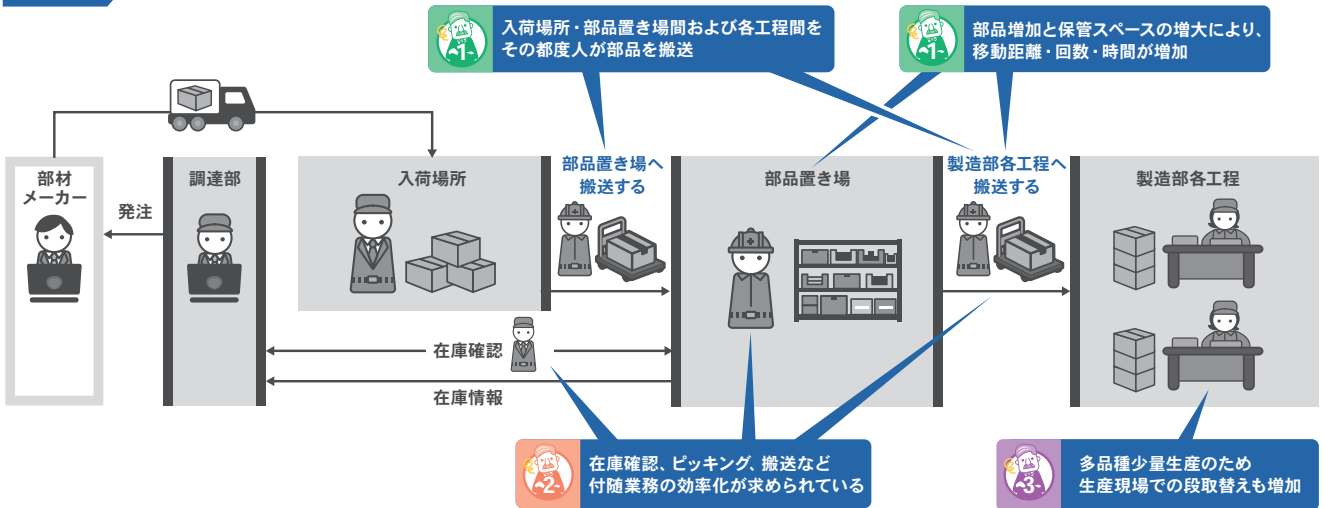 1
入荷場所・部品置き場間および各工程間を
その都度人が部品を搬送
1
部品増加と保管スペースの増大により、
移動距離・回数・時間が増加
部材
メーカー
発注
調達部
入荷場所
部品置き場へ
搬送する
部品置き場
製造部各工程へ
搬送する
製造部各工程
在庫確認
在庫情報
2
在庫確認、ピッキング、搬送など
付随業務の効率化が求められている
3
多品種少量生産のため
生産現場での段取替えも増加